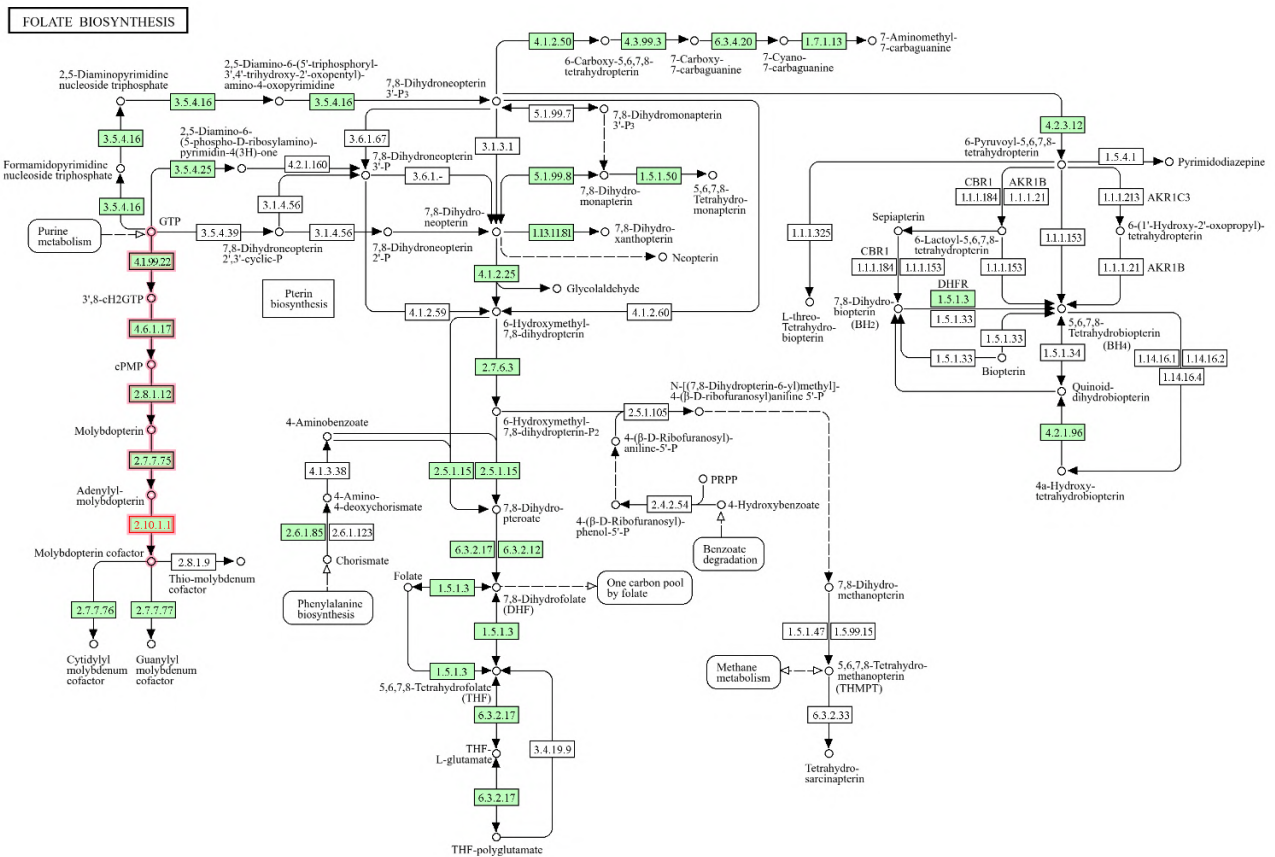 FOLATE BIOSYNTHESIS
4.1.2.50
4.3.99.3
6.3.4.20
1.7.1.13
7-Aminomethyl-
7-carbaguanine
6-Carboxy-5,6,7,8-
tetrahydropterin
7-Carboxy-
7-carbaguanine
7-Cyano-
7-carbaguanine
2,5-Diaminopyrimidine
nucleoside triphosphate
2,5-Diamino-6-(5'-triphosphoryl-
3',4'-trihydroxy-2'-oxopentyl)-
amino-4-oxopyrimidine
7,8-Dihydroneopterin
3'-P3
3.5.4.16
3.5.4.16
5.1.99.7
7,8-Dihydromonapterin
3'-P3
4.2.3.12
3.5.4.16
2,5-Diamino-6-
(5-phospho-D-ribosylamino)-
pyrimidin-4(3H)-one
3.6.1.67
3.1.3.1
6-Pyruvoyl-5,6,7,8-
tetrahydropterin
Formamidopyrimidine
nucleoside triphosphate
3.5.4.25
4.2.1.160
7,8-Dihydroneopterin
3'-P
3.6.1.-
5.1.99.8
7,8-Dihydro-
monapterin
1.5.1.50
5,6,7,8-
Tetrahydro-
monapterin
1.5.4.1
Pyrimidodiazepine
3.5.4.16
3.1.4.56
CBR1
1.1.1.184
AKR1B
1.1.1.21
1.1.1.213
AKR1C3
Purine
metabolism
GTP
3.5.4.39
7,8-Dihydroneopterin
2',3'-cyclic-P
3.1.4.56
7,8-Dihydroneopterin
2'-P
7,8-Dihydro-
neopterin
1.13.11.81
7,8-Dihydro-
xanthopterin
Neopterin
1.1.1.325
Sepiapterin
6-Lactoyl-5,6,7,8-
tetrahydropterin
1.1.1.153
6-(1'-Hydroxy-2'-oxopropyl)-
tetrahydropterin
4.1.99.22
4.1.2.25
CBR1
1.1.1.184
1.1.1.153
1.1.1.153
1.1.1.21
AKR1B
3',8-cH2GTP
Pterin
biosynthesis
Glycolaldehyde
DHFR
1.5.1.3
4.6.1.17
4.1.2.59
4.1.2.60
6-Hydroxymethyl-
7,8-dihydropterin
L-threo-
Tetrahydro-
biopterin
7,8-Dihydro-
biopterin
(BH2)
1.5.1.33
5,6,7,8-
Tetrahydrobiopterin
(BH4)
1.5.1.33
1.5.1.33
Biopterin
1.5.1.34
1.14.16.1
1.14.16.2
1.14.16.4
cPMP
2.7.6.3
2.8.1.12
N-[(7,8-Dihydropterin-6-yl)methyl]-
4-(β-D-ribofuranosyl)aniline 5'-P
Quinoid-
dihydrobiopterin
4-Aminobenzoate
6-Hydroxymethyl-
7,8-dihydropterin-P2
2.5.1.105
Molybdopterin
4-(β-D-Ribofuranosyl)-
aniline-5'-P
4.2.1.96
2.7.7.75
4.1.3.38
2.5.1.15
2.5.1.15
PRPP
4a-Hydroxy-
tetrahydrobiopterin
Adenylyl-
molybdopterin
4-Amino-
4-deoxychorismate
7,8-Dihydro-
pteroate
2.4.2.54
4-Hydroxybenzoate
4-(β-D-Ribofuranosyl)-
phenol-5'-P
2.10.1.1
2.6.1.85
2.6.1.123
6.3.2.17
6.3.2.12
Benzoate
degradation
Molybdopterin cofactor
2.8.1.9
Thio-molybdenum
cofactor
Chorismate
Folate
1.5.1.3
7,8-Dihydrofolate
(DHF)
One carbon pool
by folate
7,8-Dihydro-
methanopterin
2.7.7.76
2.7.7.77
Phenylalanine
biosynthesis
1.5.1.3
1.5.1.47
1.5.99.15
Cytidylyl
molybdenum
cofactor
Guanylyl
molybdenum
cofactor
1.5.1.3
5,6,7,8-Tetrahydrofolate
(THF)
Methane
metabolism
5,6,7,8-Tetrahydro-
methanopterin
(THMPT)
6.3.2.17
6.3.2.33
THF-
L-glutamate
3.4.19.9
Tetrahydro-
sarcinapterin
6.3.2.17
THF-polyglutamate